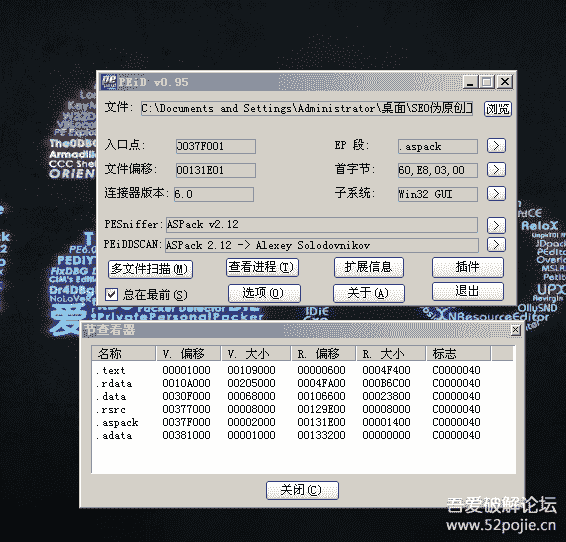 PEiD v0.95
文件: C:\Documents and Settings\Administrator\桌面\SEO伪原创工 浏览
入口点: 0037F001 EP 段: .aspack >
文件偏移: 00131E01 首字节: 60,E8,03,00 >
连接器版本: 6.0 子系统: Win32 GUI >
PESniffer: ASPack v2.12 >
PEiDDSCAN: ASPack 2.12 -> Alexey Solodovnikov >
多文件扫描(M) 查看进程(T) 扩展信息 插件
总在最前(S) 选项(O) 关于(A) 退出
节查看器
名称 V. 偏移 V. 大小 R. 偏移 R. 大小 标志
.text 00001000 00109000 00000600 0004F400 C0000040
.rdata 0010A000 00205000 0004FA00 000B6C00 C0000040
.data 0030F000 00068000 00106600 00023800 C0000040
.rsrc 00377000 00008000 00129E00 00008000 C0000040
.aspack 0037F000 00002000 00131E00 00001400 C0000040
.adata 00381000 00001000 00133200 00000000 C0000040
关闭(C)
爱
吾爱破解论坛
www.52pojie.cn